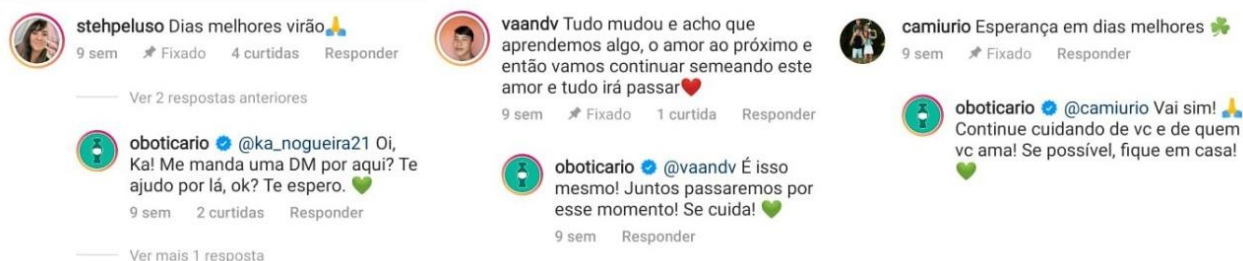 stehpeluso Dias melhores virão🙏
9 sem 📌 Fixado 4 curtidas Responder
Ver 2 respostas anteriores
oboticario @ka_nogueira21 Oi,
Ka! Me manda uma DM por aqui? Te
ajudo por lá, ok? Te espero. 💚
9 sem 2 curtidas Responder
Ver mais 1 resposta
vaandv Tudo mudou e acho que
aprendemos algo, o amor ao próximo e
então vamos continuar semeando este
amor e tudo irá passar❤️
9 sem 📌 Fixado 1 curtida Responder
oboticario @vaandv É isso
mesmo! Juntos passaremos por
esse momento! Se cuida! 💚
9 sem Responder
camiurio Esperança em dias melhores ☘️
9 sem 📌 Fixado Responder
oboticario @camiurio Vai sim! 🙏
Continue cuidando de vc e de quem
vc ama! Se possível, fique em casa!
💚